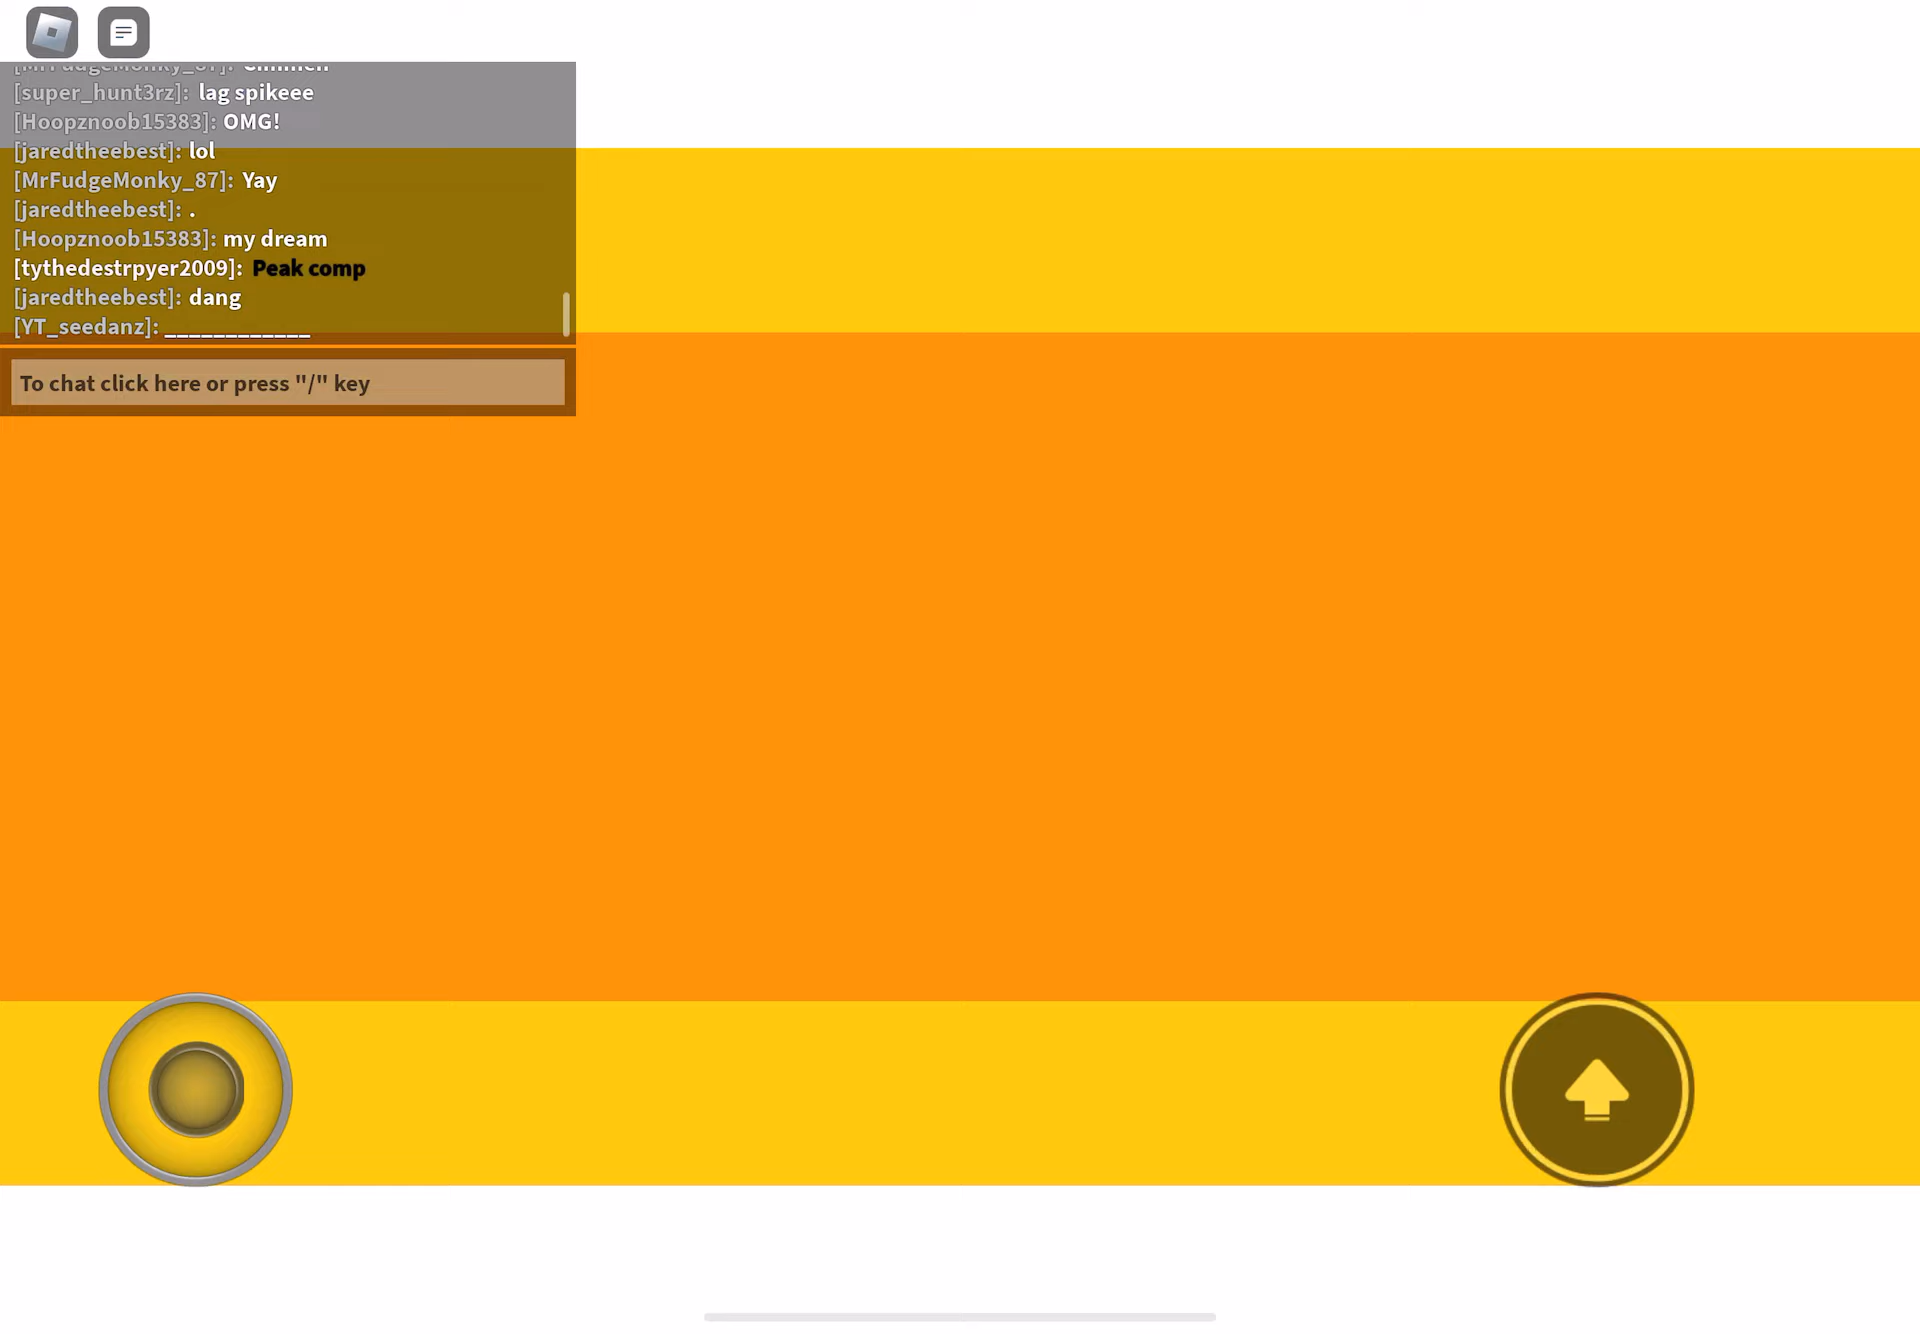 [super_hunt3rz]: lag spikeee
[Hoopznoob15383]: OMG!
[jaredtheebest]: lol
[MrFudgeMonky_87]: Yay
[jaredtheebest]: .
[Hoopznoob15383]: my dream
[tythedestrpyer2009]: Peak comp
[jaredtheebest]: dang
[YT_seedanz]: ____________
To chat click here or press "/" key